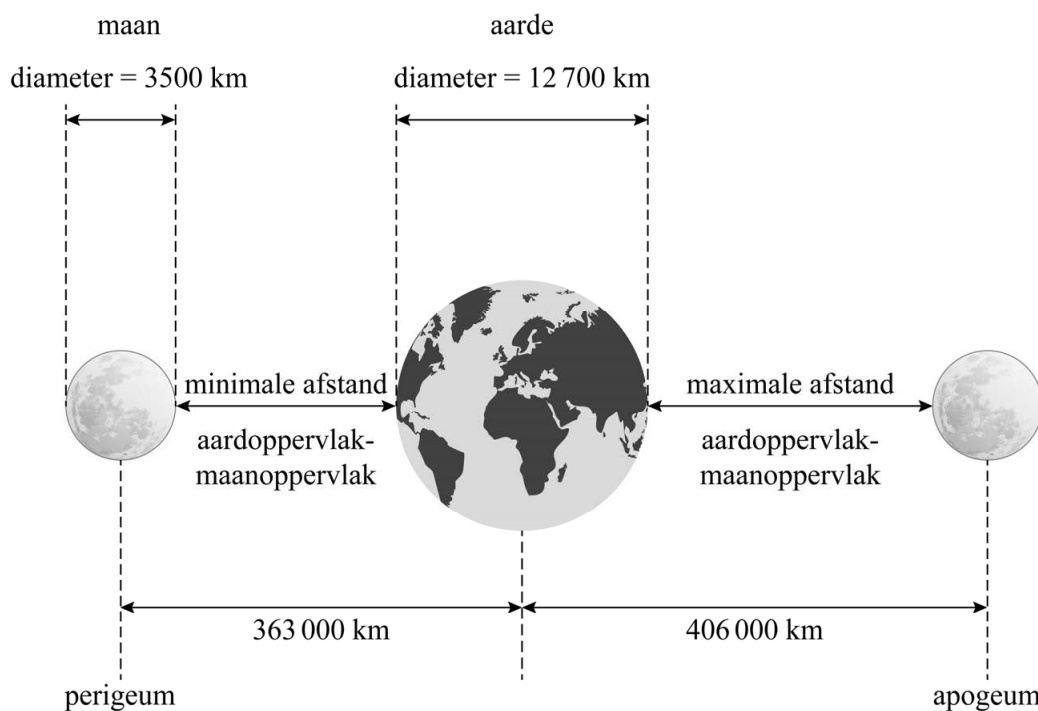 maan
aarde
diameter = 3500 km
diameter = 12 700 km
minimale afstand
maximale afstand
aardoppervlak-
maanoppervlak
aardoppervlak-
maanoppervlak
363 000 km
406 000 km
perigeum
apogeum